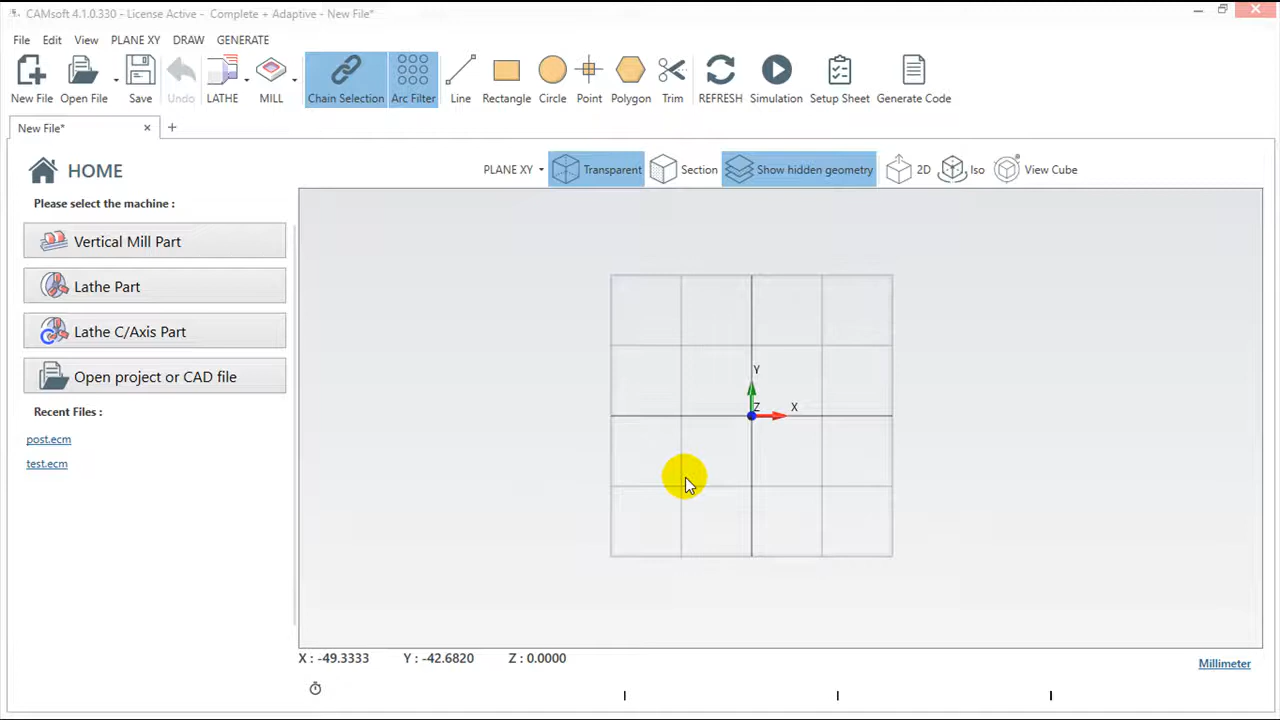 CAMsoft 4.1.0.330 - License Active - Complete + Adaptive - New File*
File Edit View PLANE XY DRAW GENERATE
New File Open File Save Undo LATHE MILL Chain Selection Arc Filter Line Rectangle Circle Point Polygon Trim REFRESH Simulation Setup Sheet Generate Code
New File*
HOME
PLANE XY Transparent Section Show hidden geometry 2D Iso View Cube
Please select the machine :
Vertical Mill Part
Lathe Part
Lathe C/Axis Part
Open project or CAD file
Recent Files :
post.ecm
test.ecm
Y
Z X
X : -49.3333 Y : -42.6820 Z : 0.0000
Millimeter